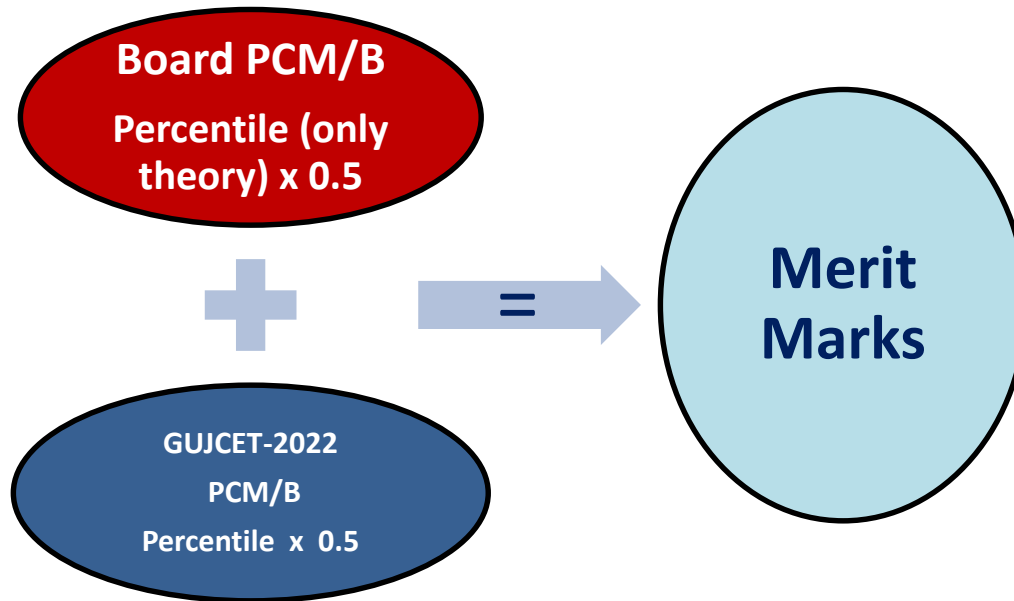 Board PCM/B
Percentile (only
theory) x 0.5
=
Merit
Marks
GUJCET-2022
PCM/B
Percentile x 0.5